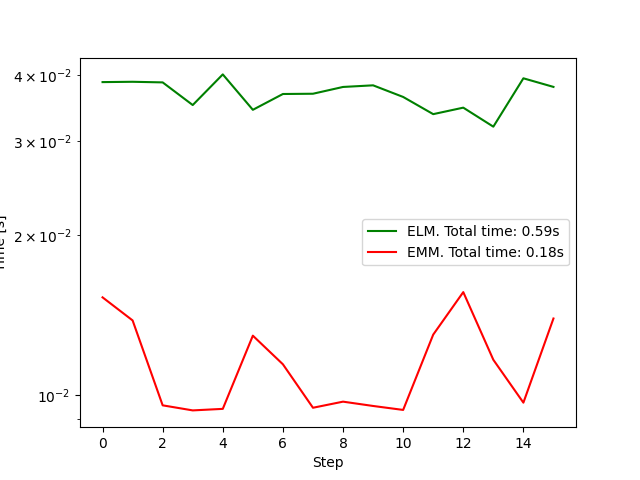 4 × 10⁻²
3 × 10⁻²
2 × 10⁻²
10⁻²
ELM. Total time: 0.59s
EMM. Total time: 0.18s
0 2 4 6 8 10 12 14
Step